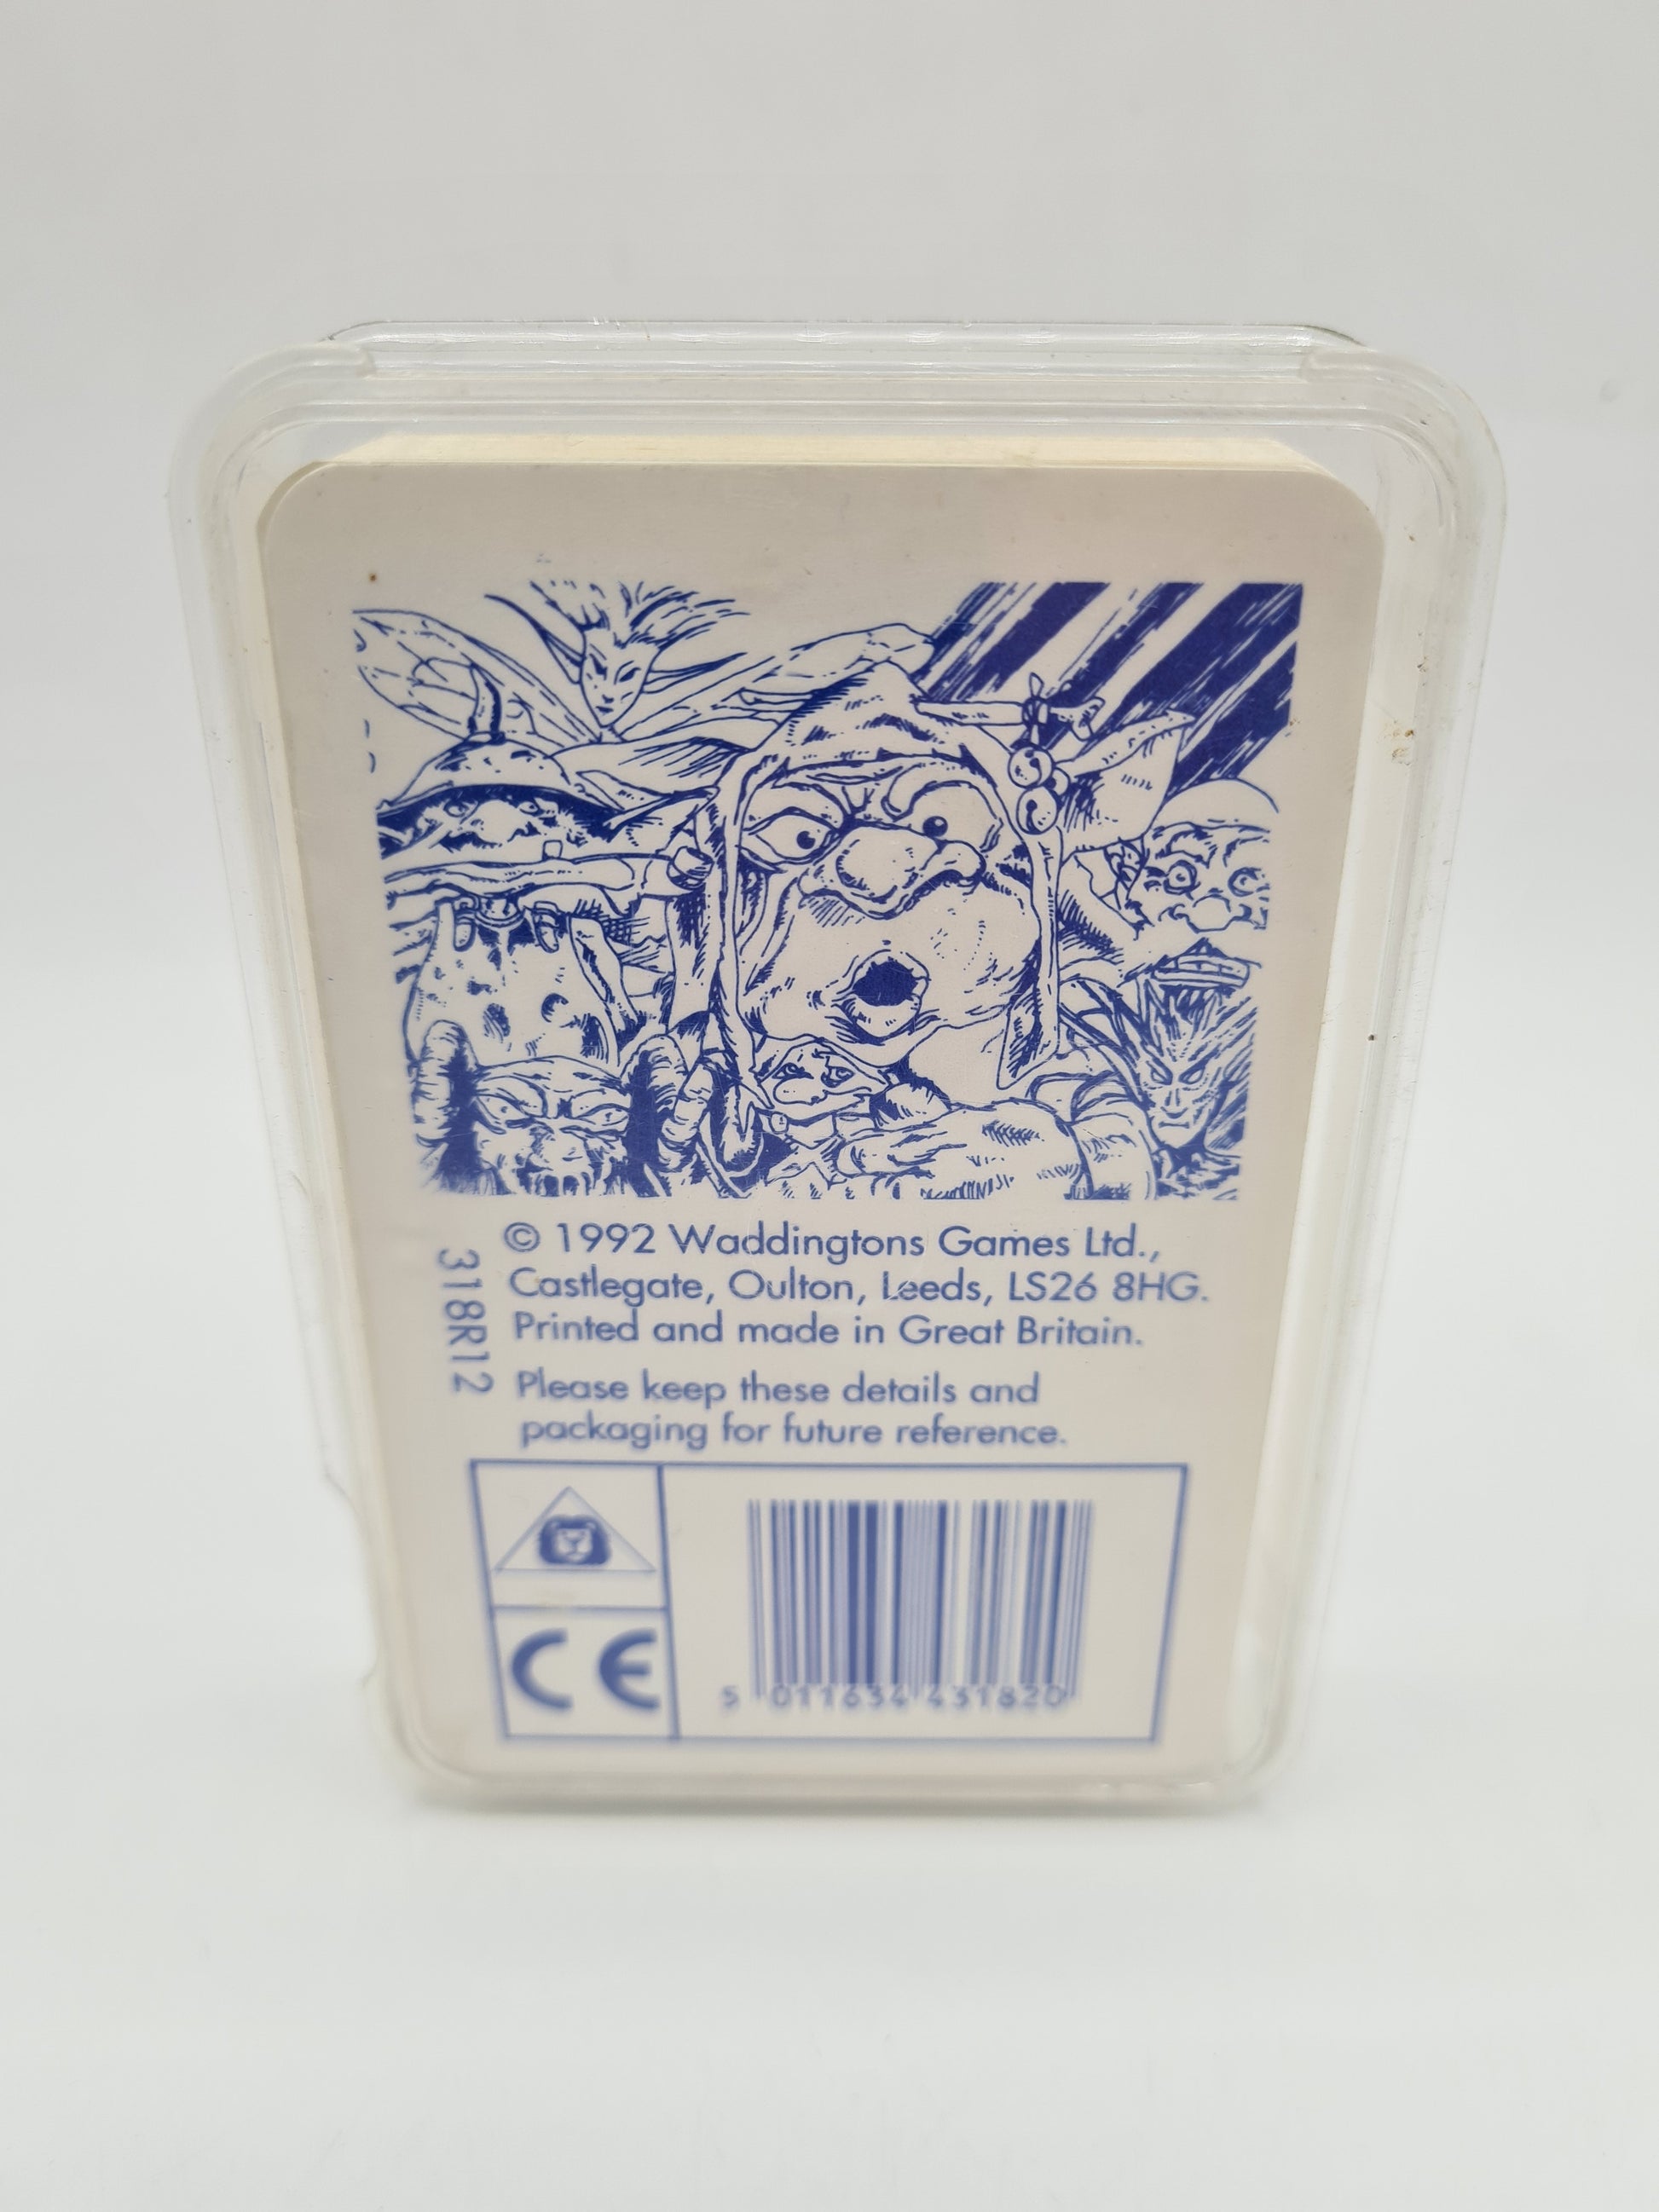 © 1992 Waddingtons Games Ltd.,
Castlegate, Oulton, Leeds, LS26 8HG.
Printed and made in Great Britain.
318R12
Please keep these details and
packaging for future reference.
CE
5 011634 431820